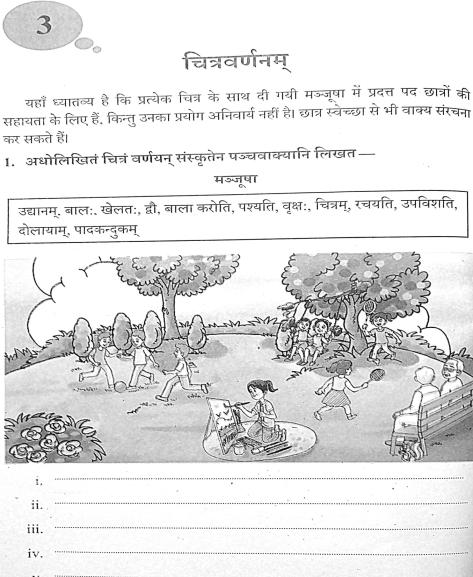 3
चित्रवर्णनम्
यहाँ ध्यातव्य है कि प्रत्येक चित्र के साथ दी गयी मञ्जूषा में प्रदत्त पद छात्रों की
सहायता के लिए हैं, किन्तु उनका प्रयोग अनिवार्य नहीं है। छात्र स्वेच्छा से भी वाक्य संरचना
कर सकते हैं।
1. अधोलिखितं चित्रं वर्णयन् संस्कृतेन पञ्चवाक्यानि लिखत —
मञ्जूषा
उद्यानम्, बालः, खेलतः, द्वौ, बाला करोति, पश्यति, वृक्षः, चित्रम्, रचयति, उपविशति,
दोलायाम्, पादकन्दुकम्
i.
ii.
iii.
iv.